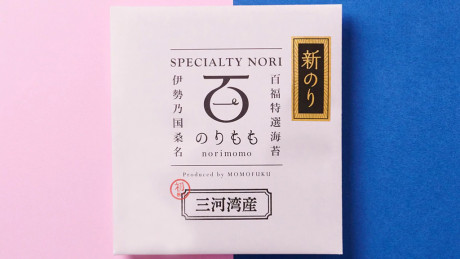 SPECIALTY NORI
新のり
百福特選海苔
百
伊勢乃国桑名
のりもも
norimomo
Produced by MOMOFUKU
初
三河湾産